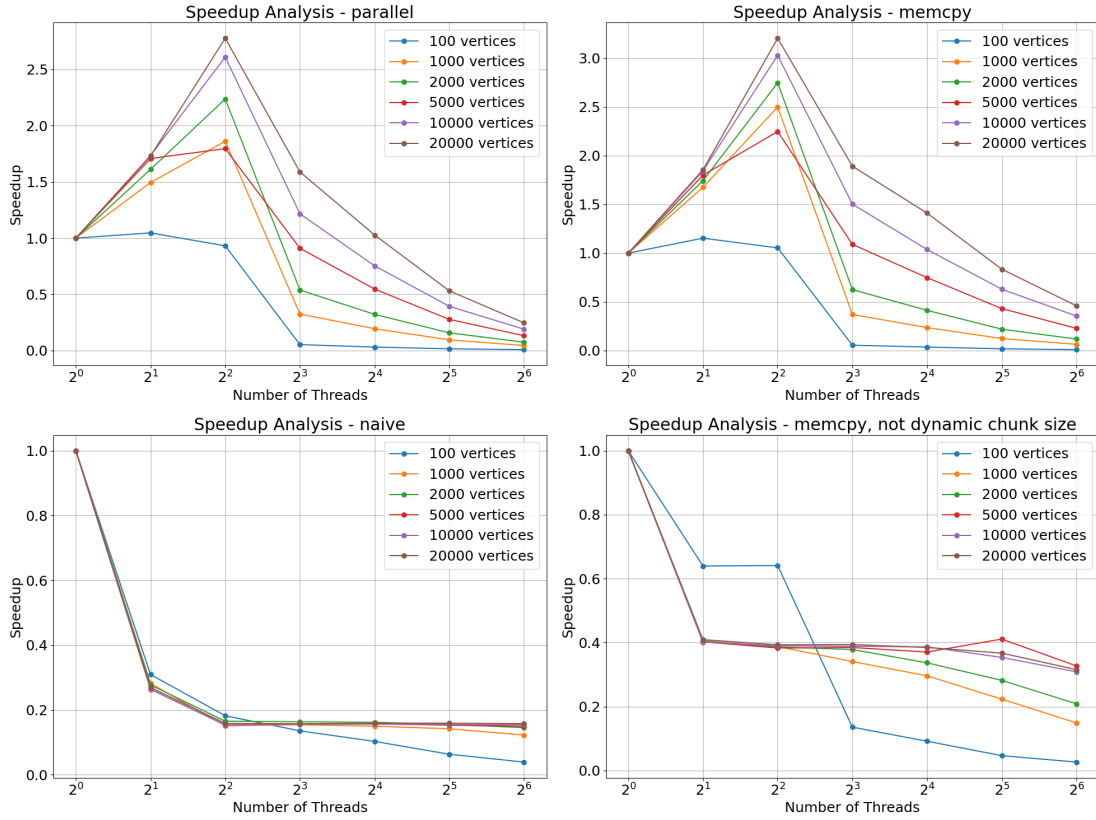 Speedup Analysis - parallel
Speedup
2.5
2.0
1.5
1.0
0.5
0.0
100 vertices
1000 vertices
2000 vertices
5000 vertices
10000 vertices
20000 vertices
2^0 2^1 2^2 2^3 2^4 2^5 2^6
Number of Threads
Speedup Analysis - memcpy
Speedup
3.0
2.5
2.0
1.5
1.0
0.5
0.0
100 vertices
1000 vertices
2000 vertices
5000 vertices
10000 vertices
20000 vertices
2^0 2^1 2^2 2^3 2^4 2^5 2^6
Number of Threads
Speedup Analysis - naive
Speedup
1.0
0.8
0.6
0.4
0.2
0.0
100 vertices
1000 vertices
2000 vertices
5000 vertices
10000 vertices
20000 vertices
2^0 2^1 2^2 2^3 2^4 2^5 2^6
Number of Threads
Speedup Analysis - memcpy, not dynamic chunk size
Speedup
1.0
0.8
0.6
0.4
0.2
0.0
100 vertices
1000 vertices
2000 vertices
5000 vertices
10000 vertices
20000 vertices
2^0 2^1 2^2 2^3 2^4 2^5 2^6
Number of Threads